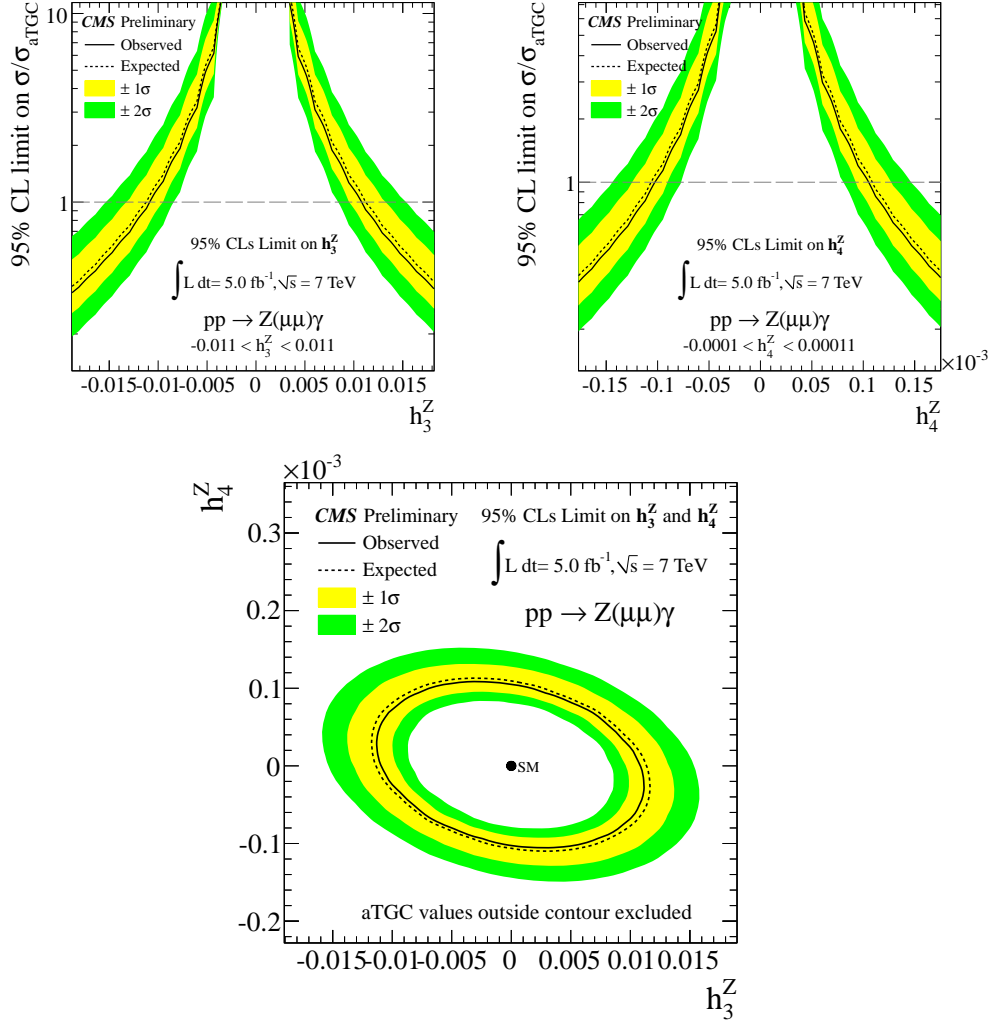 95% CL limit on σ/σ_aTGC
10
1
CMS Preliminary
Observed
Expected
± 1σ
± 2σ
95% CLs Limit on h₃ᶻ
∫L dt= 5.0 fb⁻¹,√s = 7 TeV
pp → Z(μμ)γ
-0.011 < h₃ᶻ < 0.011
-0.015 -0.01 -0.005 0 0.005 0.01 0.015
h₃ᶻ
95% CL limit on σ/σ_aTGC
1
CMS Preliminary
Observed
Expected
± 1σ
± 2σ
95% CLs Limit on h₄ᶻ
∫L dt= 5.0 fb⁻¹,√s = 7 TeV
pp → Z(μμ)γ
-0.0001 < h₄ᶻ < 0.00011
×10⁻³
-0.15 -0.1 -0.05 0 0.05 0.1 0.15
h₄ᶻ
×10⁻³
h₄ᶻ
0.3
0.2
0.1
0
-0.1
-0.2
CMS Preliminary
Observed
Expected
± 1σ
± 2σ
95% CLs Limit on h₃ᶻ and h₄ᶻ
∫L dt= 5.0 fb⁻¹,√s = 7 TeV
pp → Z(μμ)γ
SM
aTGC values outside contour excluded
-0.015 -0.01 -0.005 0 0.005 0.01 0.015
h₃ᶻ